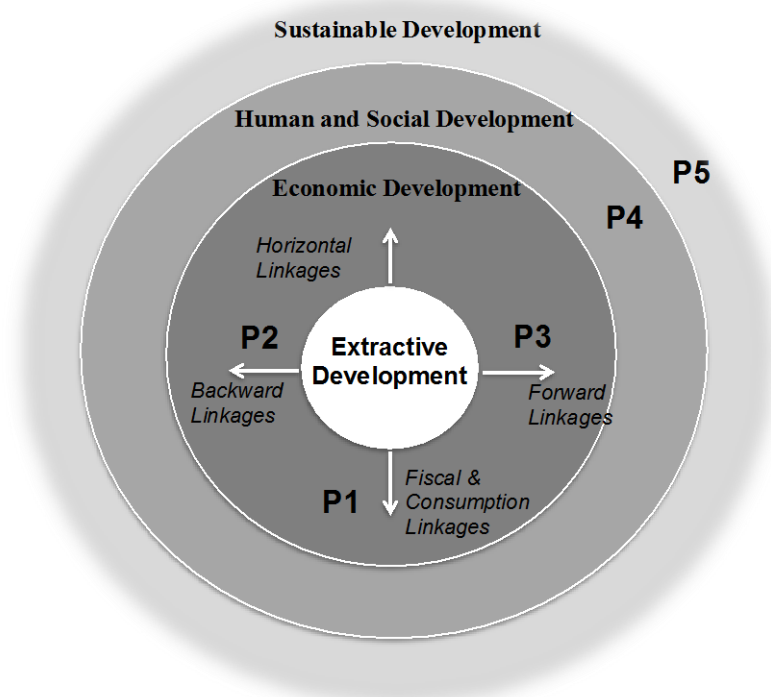 Sustainable Development
Human and Social Development
P5
Economic Development
P4
Horizontal
Linkages
P2
P3
Extractive
Development
Backward
Linkages
Forward
Linkages
P1
Fiscal &
Consumption
Linkages